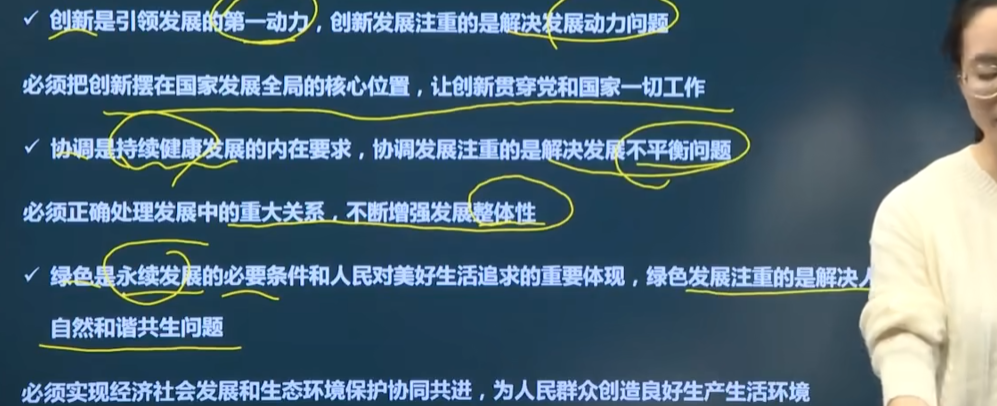 ✓ 创新是引领发展的第一动力，创新发展注重的是解决发展动力问题
必须把创新摆在国家发展全局的核心位置，让创新贯穿党和国家一切工作
✓ 协调是持续健康发展的内在要求，协调发展注重的是解决发展不平衡问题
必须正确处理发展中的重大关系，不断增强发展整体性
✓ 绿色是永续发展的必要条件和人民对美好生活追求的重要体现，绿色发展注重的是解决人
自然和谐共生问题
必须实现经济社会发展和生态环境保护协同共进，为人民群众创造良好生产生活环境